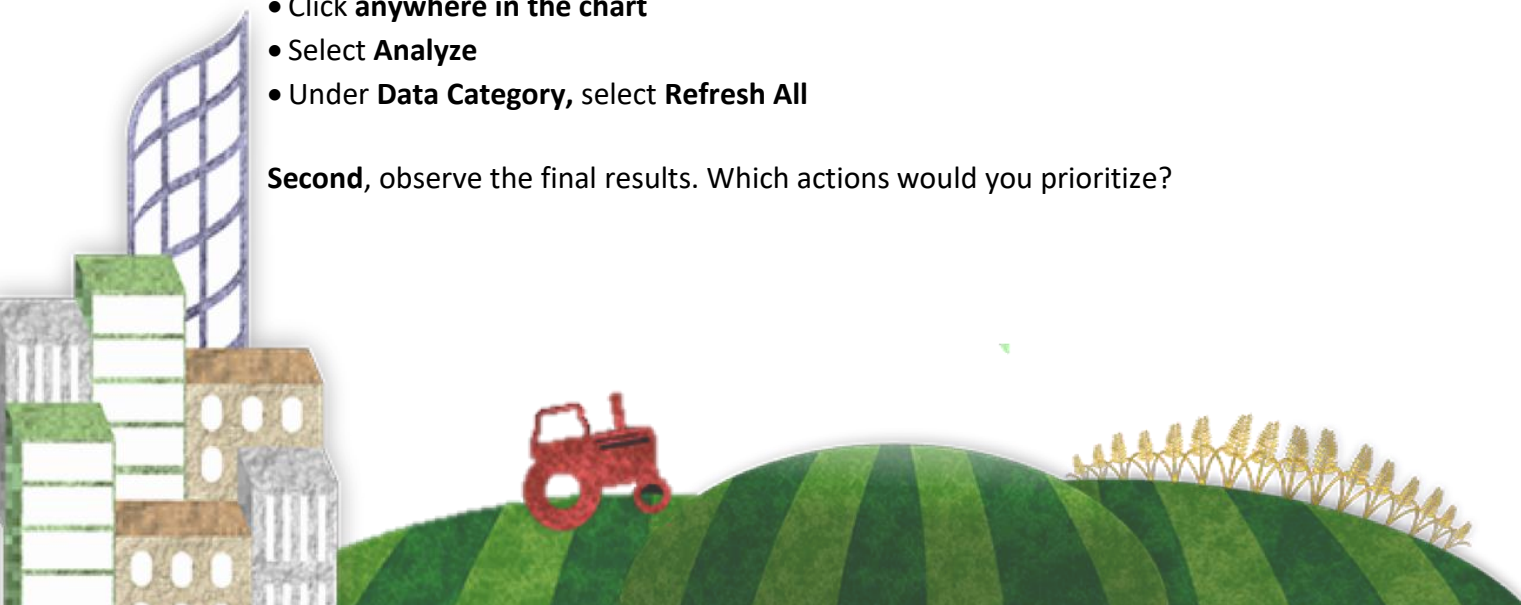 • Click anywhere in the chart
• Select Analyze
• Under Data Category, select Refresh All
Second, observe the final results. Which actions would you prioritize?